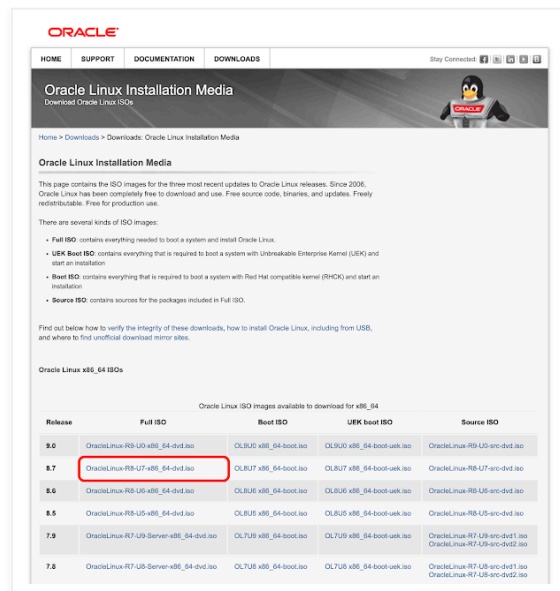 ORACLE
HOME SUPPORT DOCUMENTATION DOWNLOADS Stay Connected:
Oracle Linux Installation Media
Download Oracle Linux ISOs
ORACLE
Home > Downloads > Downloads: Oracle Linux Installation Media
Oracle Linux Installation Media
This page contains the ISO images for the three most recent updates to Oracle Linux releases. Since 2006,
Oracle Linux has been completely free to download and use. Free source code, binaries, and updates. Freely
redistributable. Free for production use.
There are several kinds of ISO images:
• Full ISO: contains everything needed to boot a system and install Oracle Linux.
• UEK Boot ISO: contains everything that is required to boot a system with Unbreakable Enterprise Kernel (UEK) and
start an installation
• Boot ISO: contains everything that is required to boot a system with Red Hat compatible kernel (RHCK) and start an
installation
• Source ISO: contains sources for the packages included in Full ISO.
Find out below how to verify the integrity of these downloads, how to install Oracle Linux, including from USB,
and where to find unofficial download mirror sites.
Oracle Linux x86_64 ISOs
Oracle Linux ISO images available to download for x86_64
Release Full ISO Boot ISO UEK boot ISO Source ISO
9.0 OracleLinux-R9-U0-x86_64-dvd.iso OL9U0 x86_64-boot.iso OL9U0 x86_64-boot-uek.iso OracleLinux-R9-U0-src-dvd.iso
8.7 OracleLinux-R8-U7-x86_64-dvd.iso OL8U7 x86_64-boot.iso OL8U7 x86_64-boot-uek.iso OracleLinux-R8-U7-src-dvd.iso
8.6 OracleLinux-R8-U6-x86_64-dvd.iso OL8U6 x86_64-boot.iso OL8U6 x86_64-boot-uek.iso OracleLinux-R8-U6-src-dvd.iso
8.5 OracleLinux-R8-U5-x86_64-dvd.iso OL8U5 x86_64-boot.iso OL8U5 x86_64-boot-uek.iso OracleLinux-R8-U5-src-dvd.iso
7.9 OracleLinux-R7-U9-Server-x86_64-dvd.iso OL7U9 x86_64-boot.iso OL7U9 x86_64-boot-uek.iso OracleLinux-R7-U9-src-dvd1.iso
OracleLinux-R7-U9-src-dvd2.iso
7.8 OracleLinux-R7-U8-Server-x86_64-dvd.iso OL7U8 x86_64-boot.iso OL7U8 x86_64-boot-uek.iso OracleLinux-R7-U8-src-dvd1.iso
OracleLinux-R7-U8-src-dvd2.iso